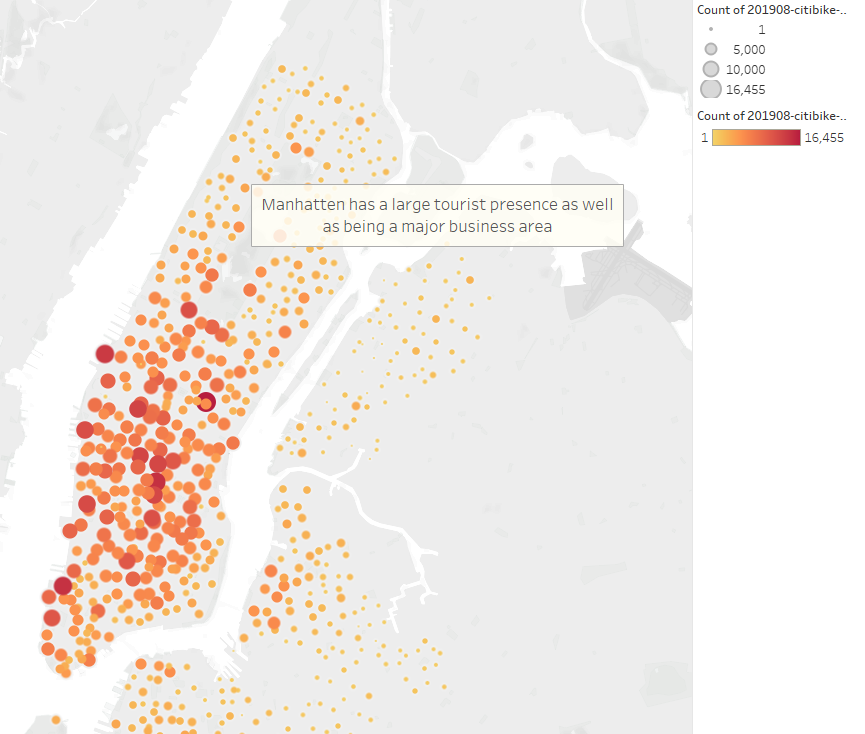 Count of 201908-citibike-..
1
5,000
10,000
16,455
Count of 201908-citibike-..
1 16,455
Manhatten has a large tourist presence as well
as being a major business area